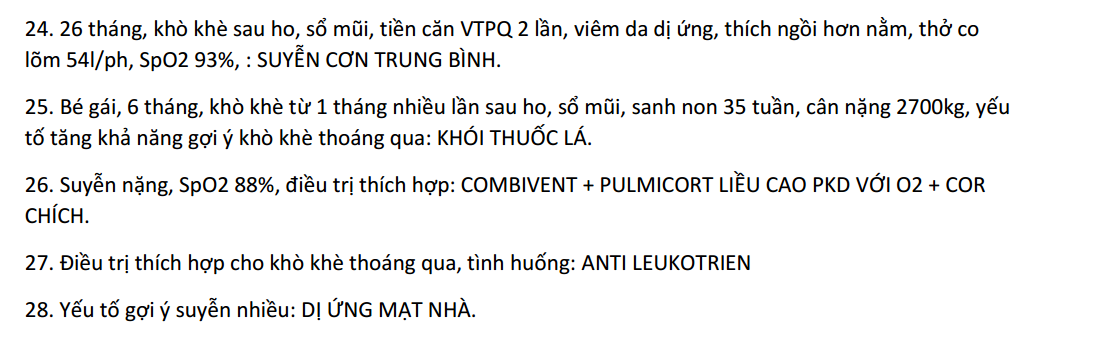 24. 26 tháng, khò khè sau ho, sổ mũi, tiền căn VTPQ 2 lần, viêm da dị ứng, thích ngồi hơn nằm, thở co
lõm 54l/ph, SpO2 93%, : SUYỄN CƠN TRUNG BÌNH.
25. Bé gái, 6 tháng, khò khè từ 1 tháng nhiều lần sau ho, sổ mũi, sanh non 35 tuần, cân nặng 2700kg, yếu
tố tăng khả năng gợi ý khò khè thoáng qua: KHÓI THUỐC LÁ.
26. Suyễn nặng, SpO2 88%, điều trị thích hợp: COMBIVENT + PULMICORT LIỀU CAO PKD VỚI O2 + COR
CHÍCH.
27. Điều trị thích hợp cho khò khè thoáng qua, tình huống: ANTI LEUKOTRIEN
28. Yếu tố gợi ý suyễn nhiều: DỊ ỨNG MẠT NHÀ.